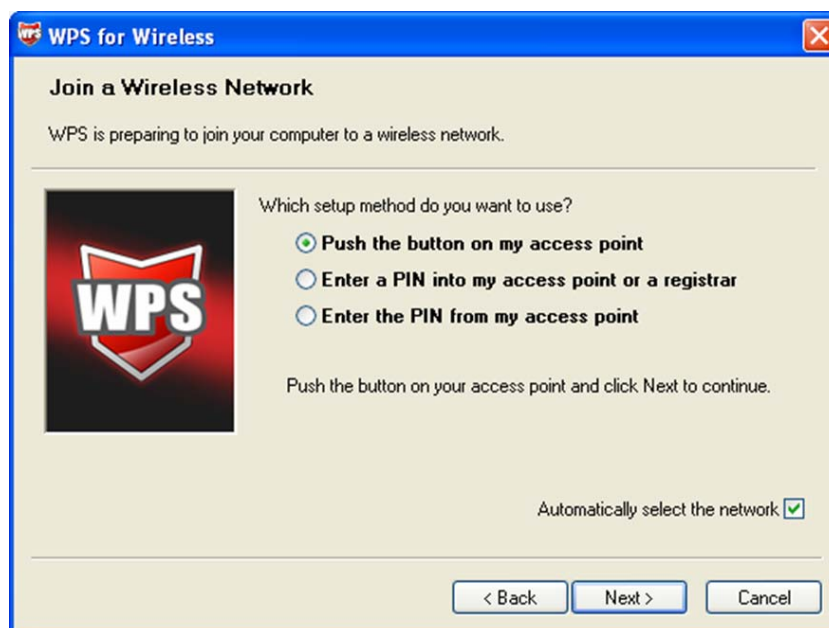 WPS for Wireless
Join a Wireless Network
WPS is preparing to join your computer to a wireless network.
WPS
Which setup method do you want to use?
Push the button on my access point
Enter a PIN into my access point or a registrar
Enter the PIN from my access point
Push the button on your access point and click Next to continue.
Automatically select the network
< Back Next > Cancel